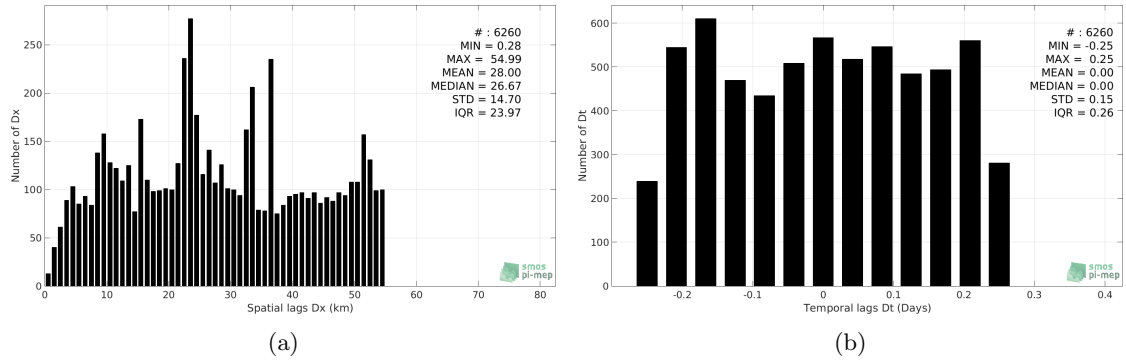 # : 6260
MIN = 0.28
MAX = 54.99
MEAN = 28.00
MEDIAN = 26.67
STD = 14.70
IQR = 23.97
250
200
150
100
50
0
Number of Dx
0 10 20 30 40 50 60 70 80
Spatial lags Dx (km)
smos
pi-mep
(a)
# : 6260
MIN = -0.25
MAX = 0.25
MEAN = 0.00
MEDIAN = 0.00
STD = 0.15
IQR = 0.26
600
500
400
300
200
100
0
Number of Dt
-0.2 -0.1 0 0.1 0.2 0.3 0.4
Temporal lags Dt (Days)
smos
pi-mep
(b)